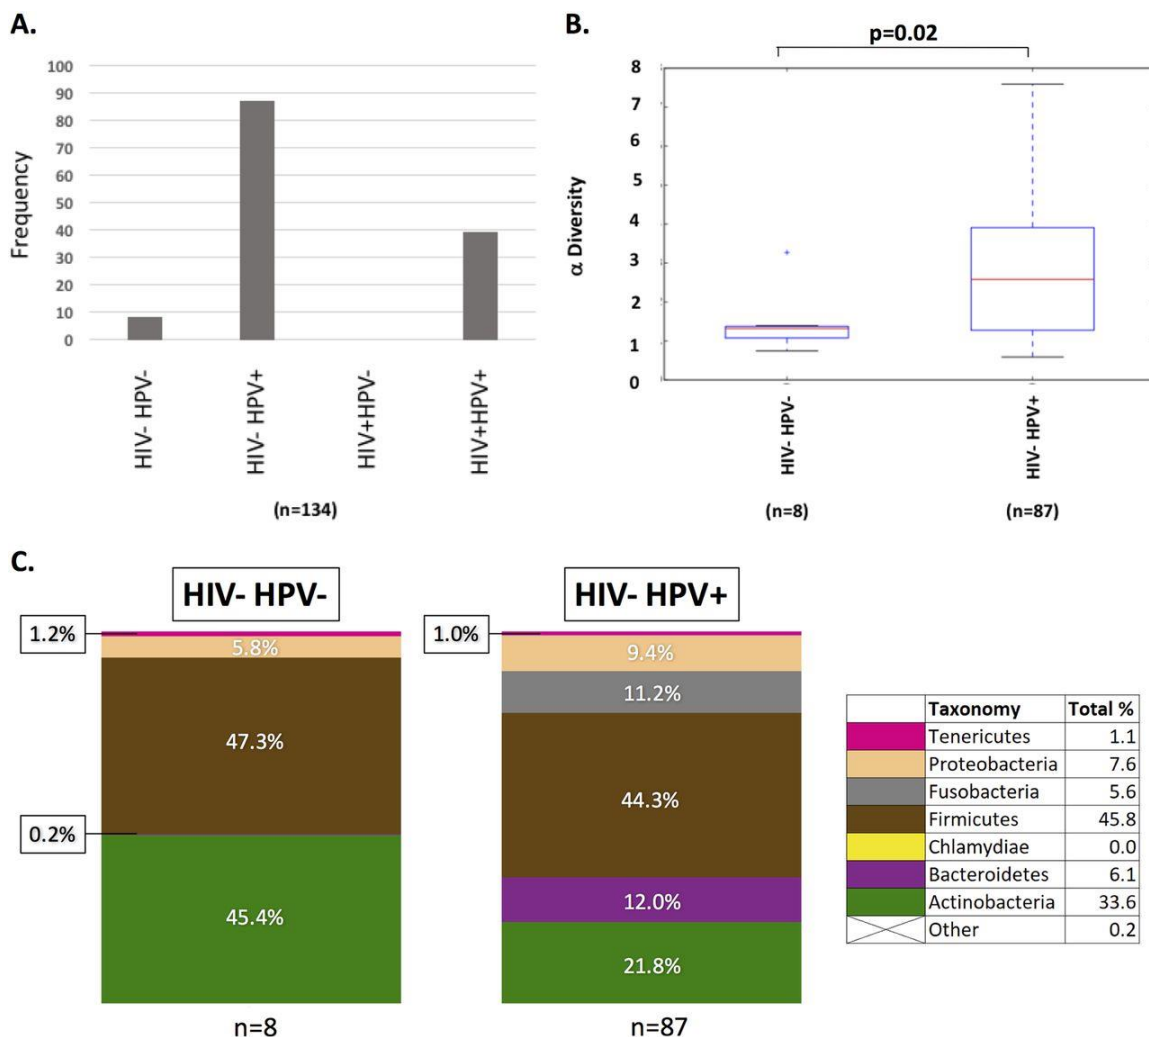 A.
100
90
80
70
60
50
40
30
20
10
0
Frequency
HIV- HPV-
HIV- HPV+
HIV+HPV-
HIV+HPV+
(n=134)
B.
p=0.02
8
7
6
5
4
3
2
1
0
α Diversity
HIV- HPV-
HIV- HPV+
(n=8)
(n=87)
C.
HIV- HPV-
1.2%
5.8%
47.3%
0.2%
45.4%
n=8
HIV- HPV+
1.0%
9.4%
11.2%
44.3%
12.0%
21.8%
n=87
Taxonomy Total %
Tenericutes 1.1
Proteobacteria 7.6
Fusobacteria 5.6
Firmicutes 45.8
Chlamydiae 0.0
Bacteroidetes 6.1
Actinobacteria 33.6
Other 0.2